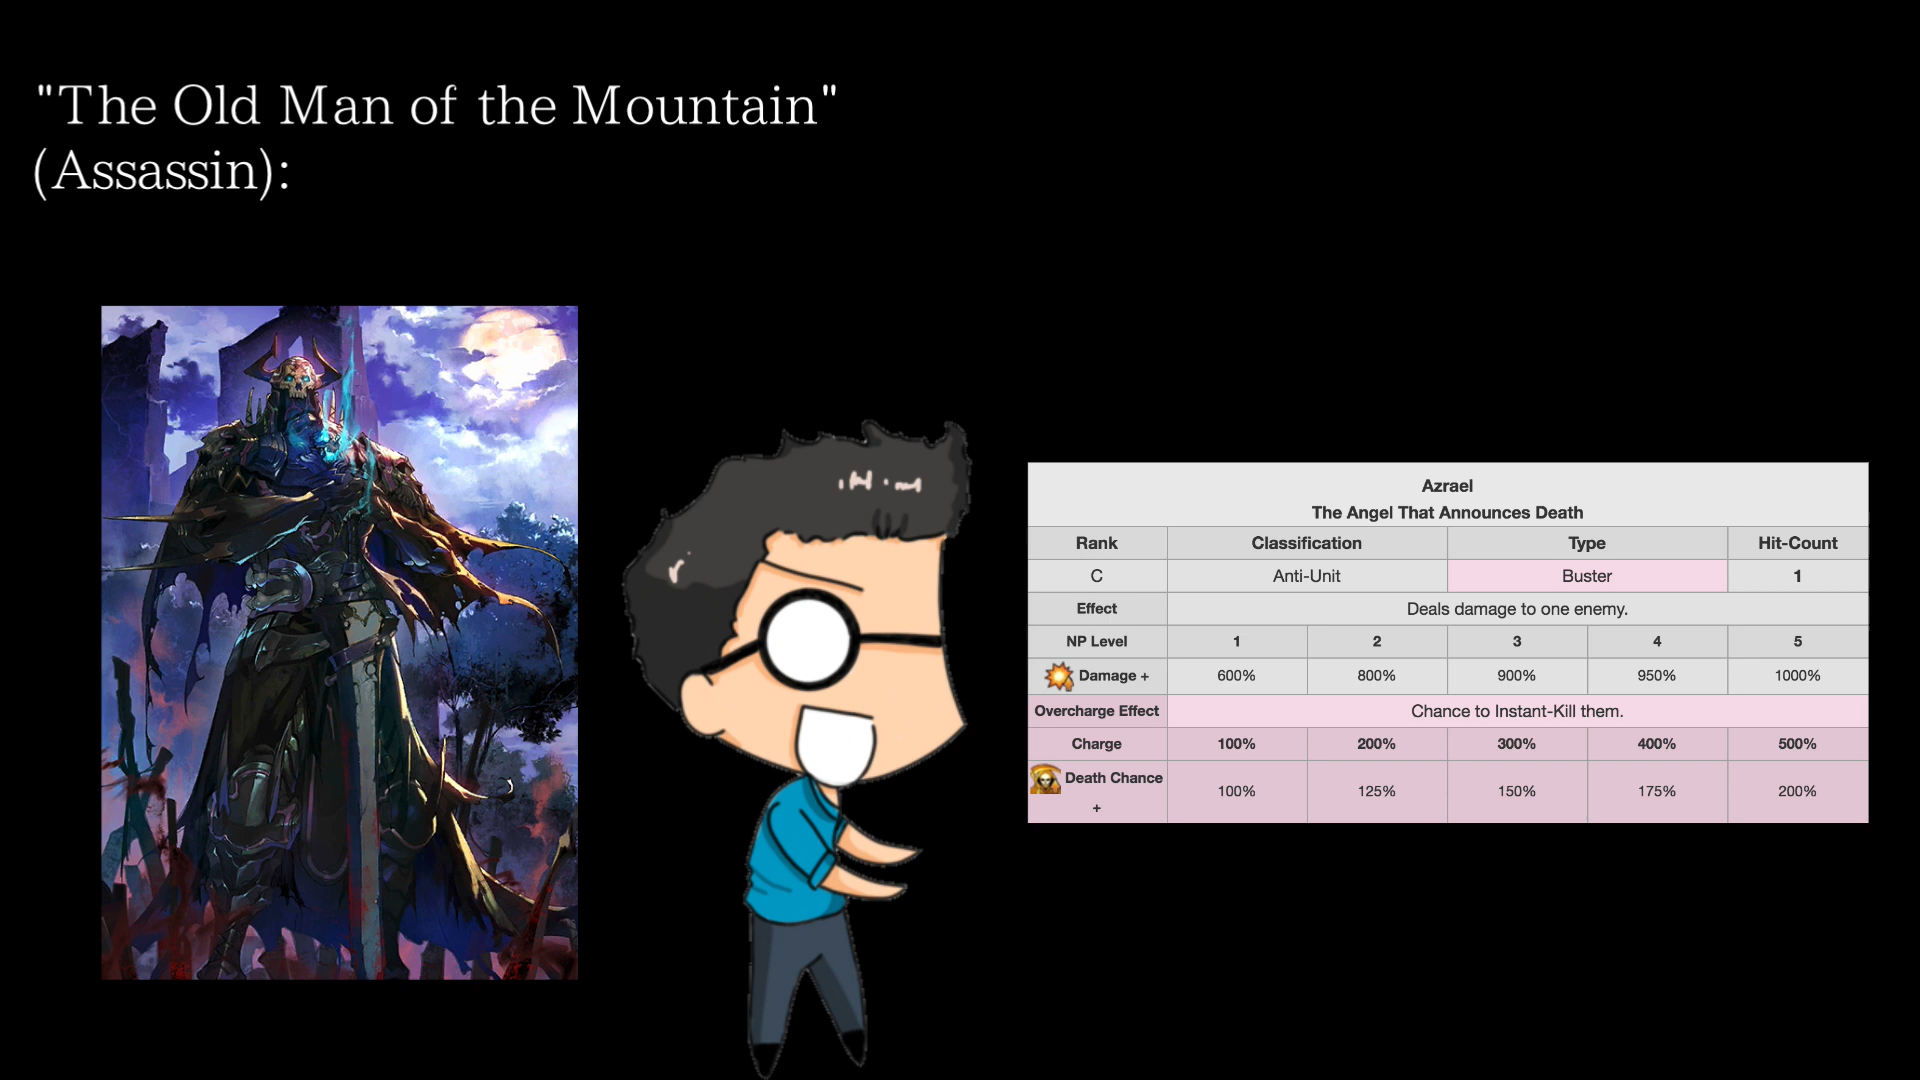 "The Old Man of the Mountain"
(Assassin):
Azrael
The Angel That Announces Death
Rank Classification Type Hit-Count
C Anti-Unit Buster 1
Effect Deals damage to one enemy.
NP Level 1 2 3 4 5
Damage + 600% 800% 900% 950% 1000%
Overcharge Effect Chance to Instant-Kill them.
Charge 100% 200% 300% 400% 500%
Death Chance
+ 100% 125% 150% 175% 200%